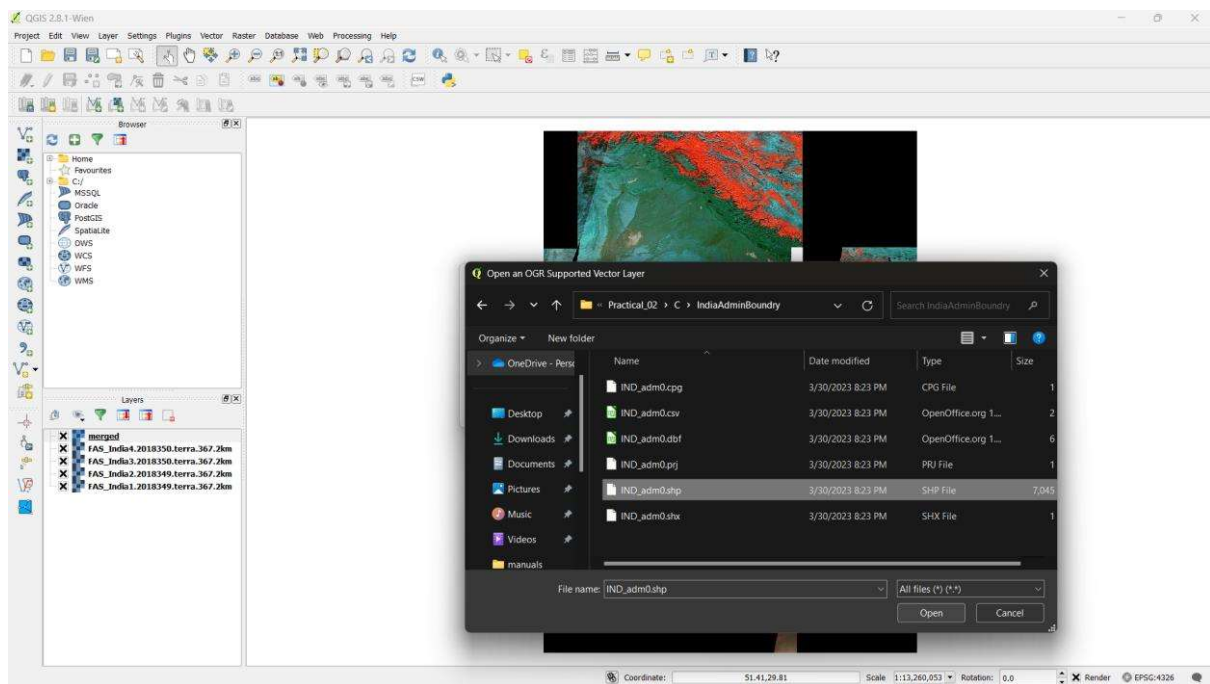 QGIS 2.8.1-Wien
Project Edit View Layer Settings Plugins Vector Raster Database Web Processing Help
CSW
Browser
Home
Favourites
C:/
MSSQL
Oracle
PostGIS
SpatiaLite
OWS
WCS
WFS
WMS
Layers
merged
FAS_India4.2018350.terra.367.2km
FAS_India3.2018350.terra.367.2km
FAS_India2.2018349.terra.367.2km
FAS_India1.2018349.terra.367.2km
Open an OGR Supported Vector Layer
« Practical_02 › C › IndiaAdminBoundry
Search IndiaAdminBoundry
Organize New folder
OneDrive - Perso
Desktop
Downloads
Documents
Pictures
Music
Videos
manuals
Name Date modified Type Size
IND_adm0.cpg 3/30/2023 8:23 PM CPG File 1
IND_adm0.csv 3/30/2023 8:23 PM OpenOffice.org 1... 2
IND_adm0.dbf 3/30/2023 8:23 PM OpenOffice.org 1... 6
IND_adm0.prj 3/30/2023 8:23 PM PRJ File 1
IND_adm0.shp 3/30/2023 8:23 PM SHP File 7,045
IND_adm0.shx 3/30/2023 8:23 PM SHX File 1
File name: IND_adm0.shp All files (*) (*.*)
Open Cancel
Coordinate: 51.41,29.81 Scale 1:13,260,053 Rotation: 0.0 Render EPSG:4326